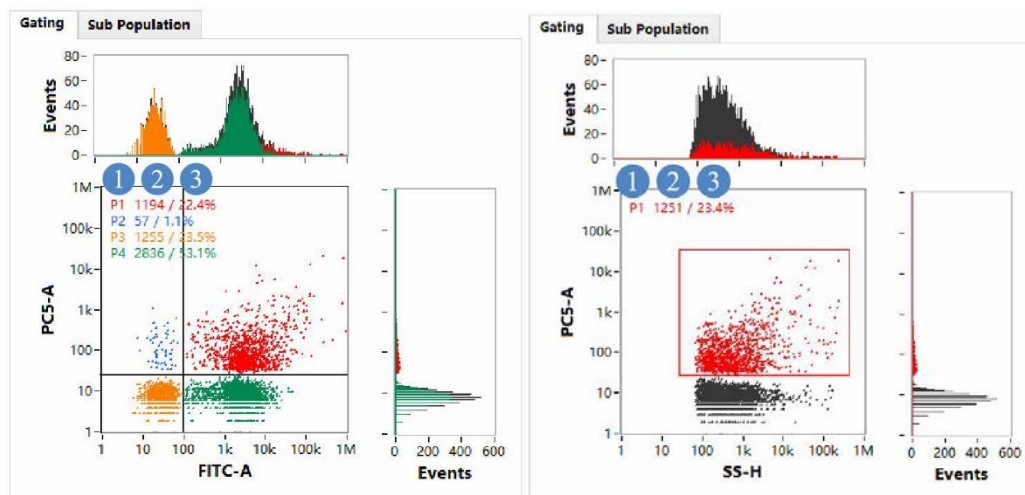 Gating Sub Population
80
60
40
20
0
Events
1 2 3
P1 1194 / 22.4%
P2 57 / 1.1%
P3 1255 / 23.5%
P4 2836 / 53.1%
1M
100k
10k
1k
100
10
1
PC5-A
1 10 100 1k 10k 100k 1M
FITC-A
0 200 400 600
Events
Gating Sub Population
80
60
40
20
0
Events
1 2 3
P1 1251 / 23.4%
1M
100k
10k
1k
100
10
1
PC5-A
1 10 100 1k 10k 100k 1M
SS-H
0 200 400 600
Events